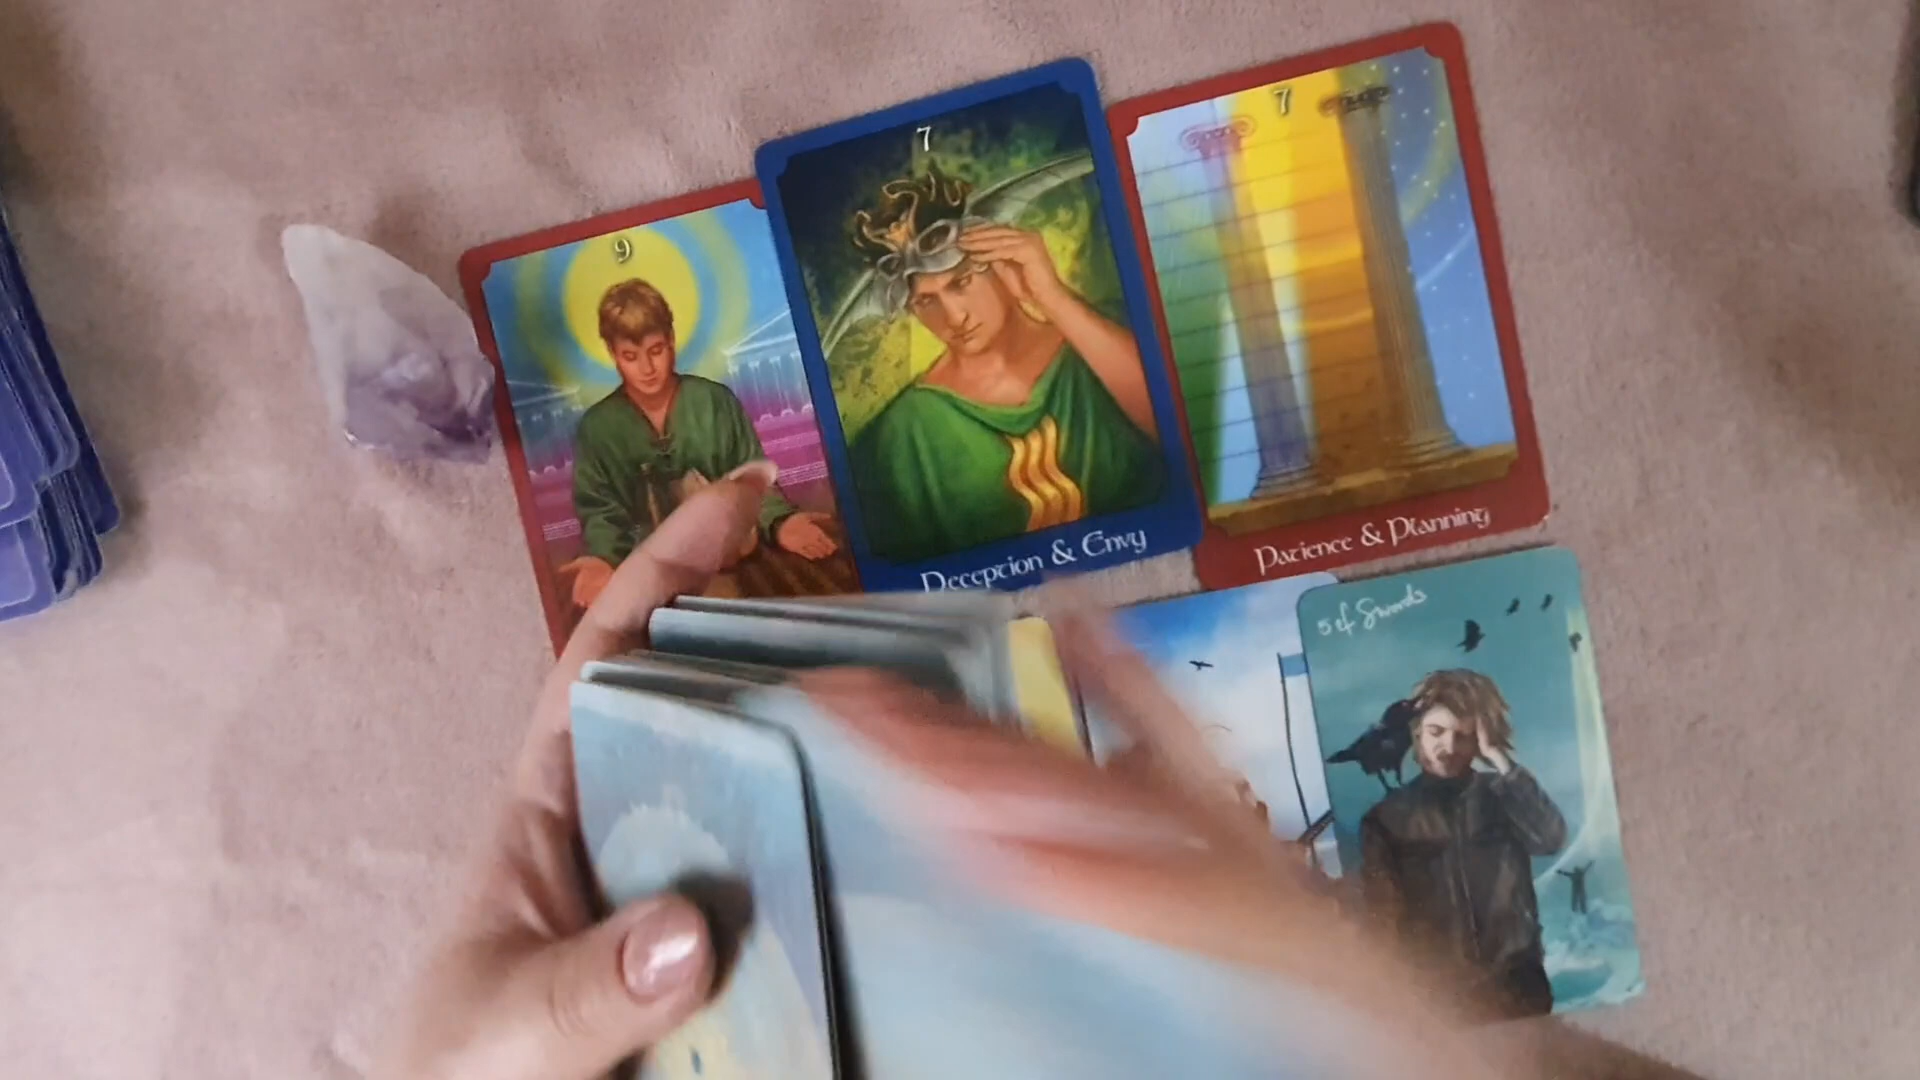 9
7
Deception & Envy
7
Patience & Planning
5 of Swords